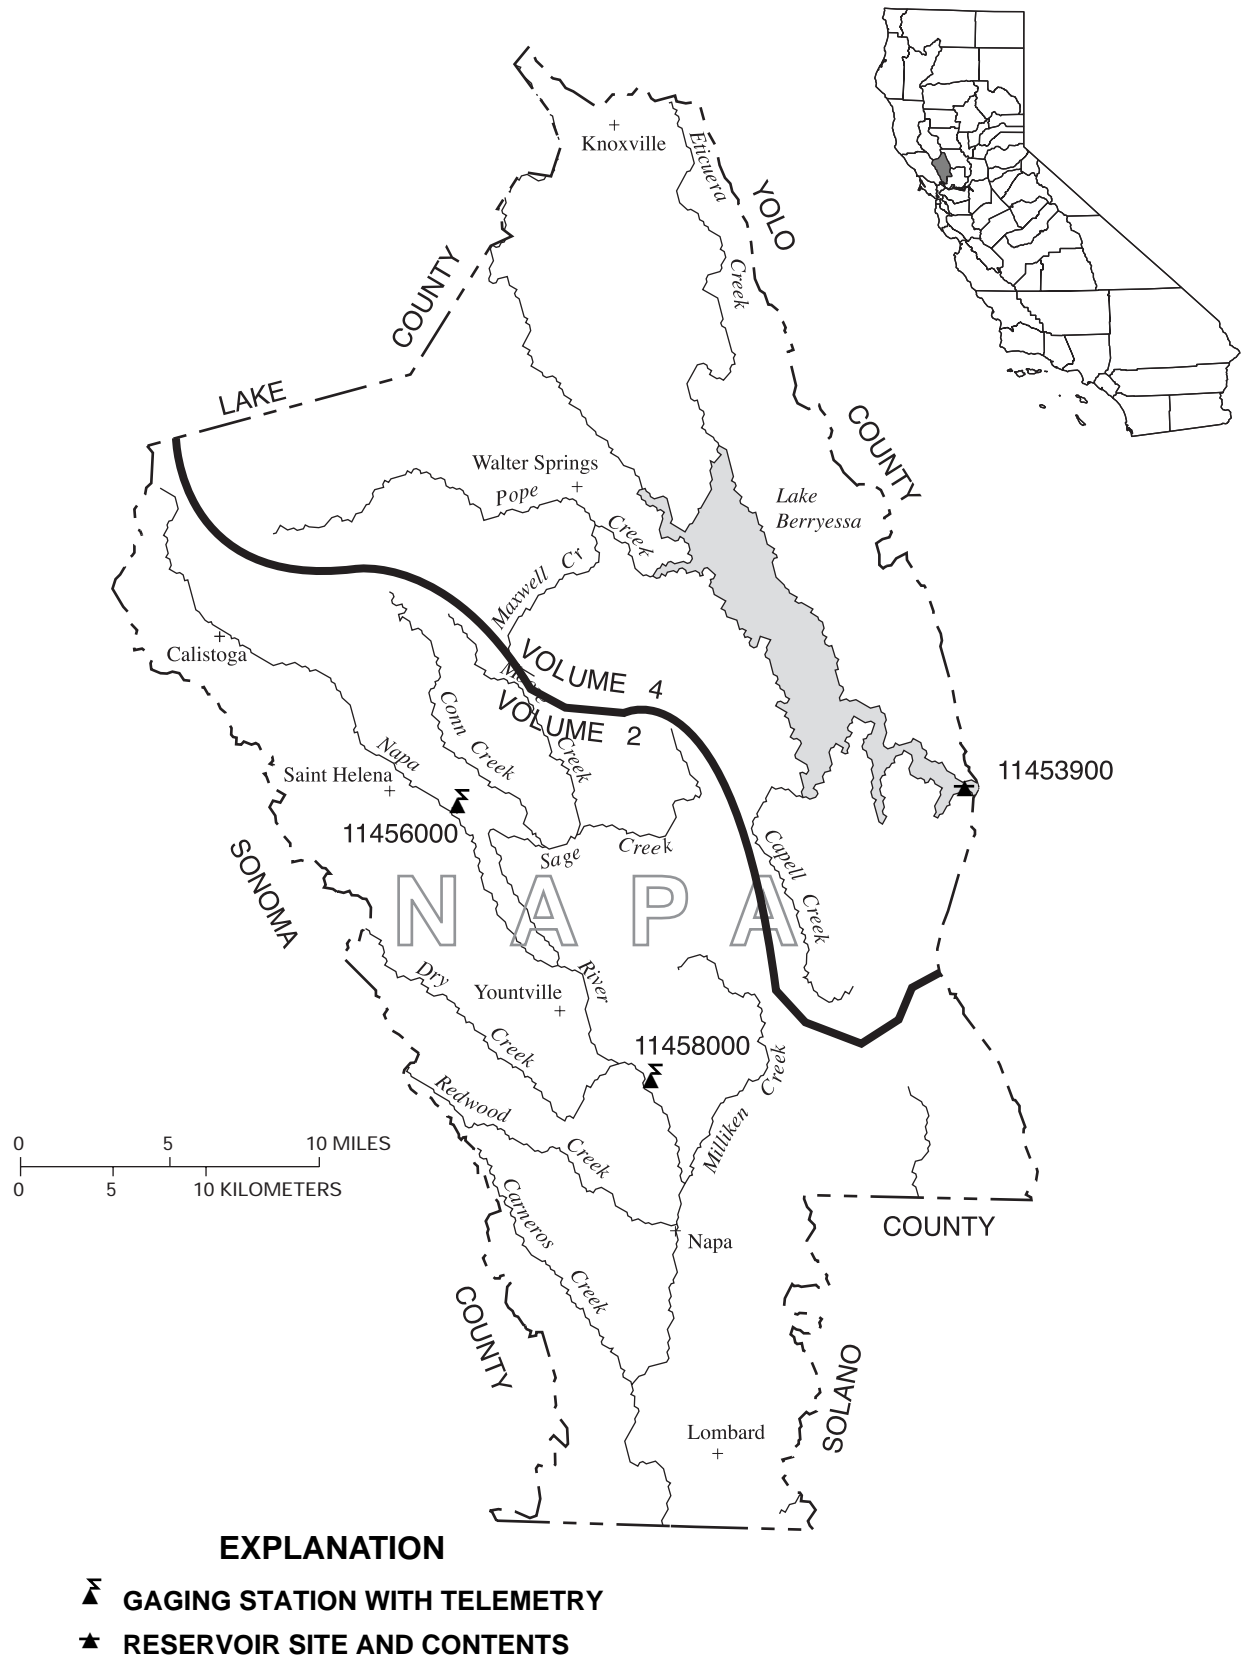 Knoxville
Eticuera
Creek
YOLO
COUNTY
LAKE
COUNTY
Walter Springs
Pope
Creek
Lake
Berryessa
Maxwell Cr
Calistoga
VOLUME 4
VOLUME 2
Conn Creek
Creek
Napa
Saint Helena
11453900
11456000
Sage
Creek
Capell Creek
SONOMA
NAPA
Dry
Creek
River
Yountville
11458000
Milliken
Creek
Redwood
Creek
0 5 10 MILES
0 5 10 KILOMETERS
Carneros
Creek
Napa
COUNTY
COUNTY
SOLANO
Lombard
EXPLANATION
GAGING STATION WITH TELEMETRY
RESERVOIR SITE AND CONTENTS